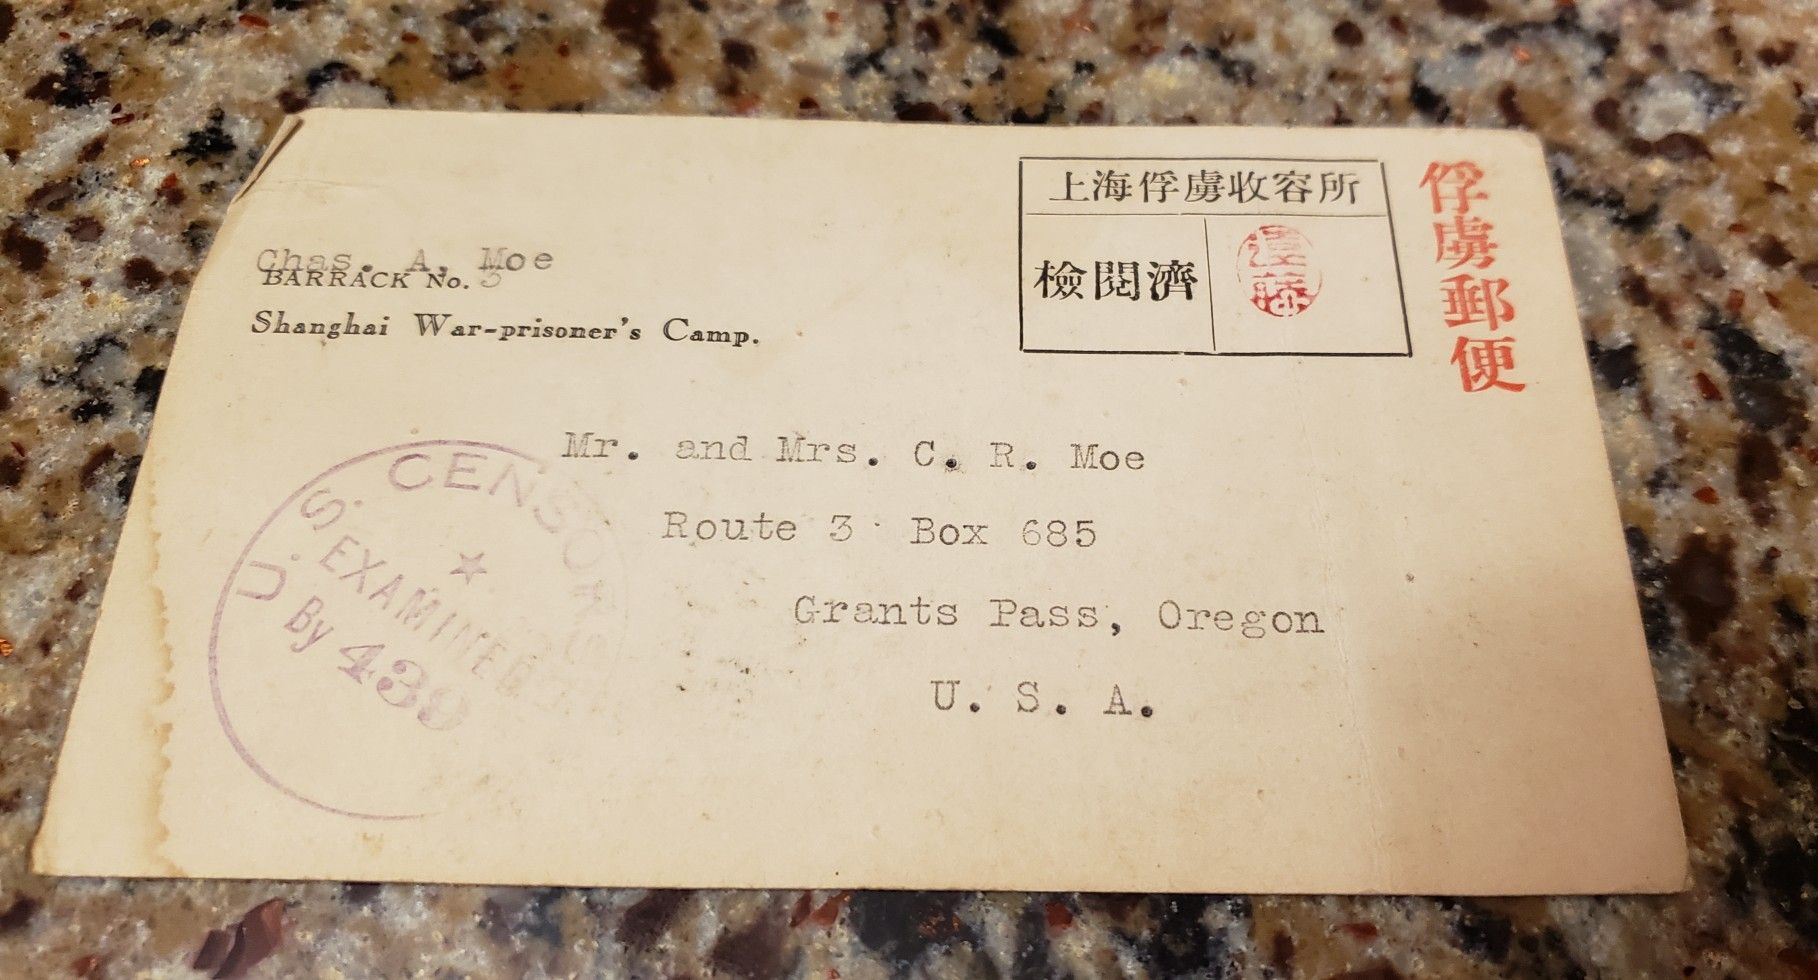 Chas. A. Moe
BARRACK No. 3
Shanghai War-prisoner's Camp.
上海俘虜收容所
檢閱濟
俘虜郵便
Mr. and Mrs. C. R. Moe
Route 3 Box 685
Grants Pass, Oregon
U. S. A.
U. S. CENSOR
EXAMINED
By 439